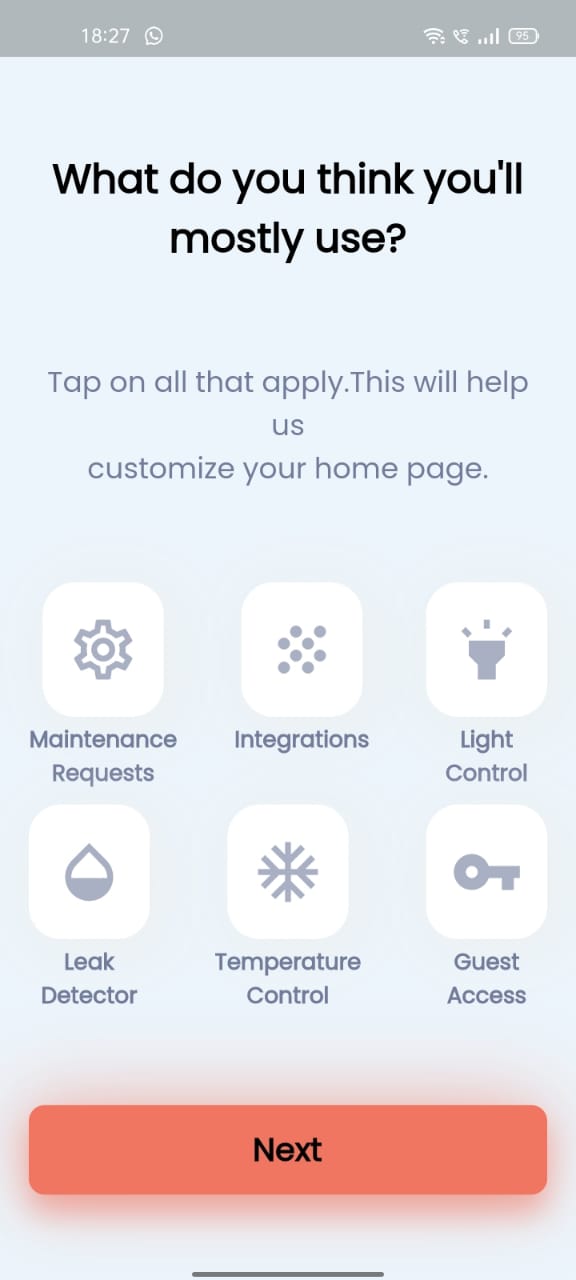 18:27
95
What do you think you'll
mostly use?
Tap on all that apply.This will help
us
customize your home page.
Maintenance
Requests
Integrations
Light
Control
Leak
Detector
Temperature
Control
Guest
Access
Next